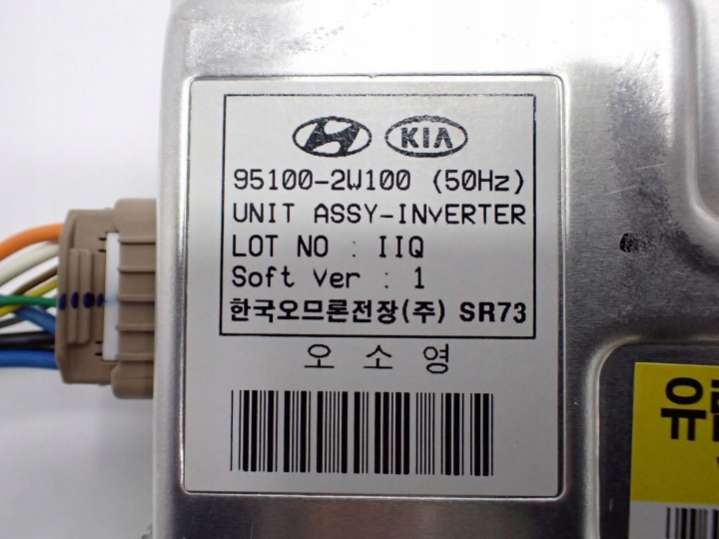 KIA
95100-2W100 (50Hz)
UNIT ASSY-INVERTER
LOT NO : IIQ
Soft Ver : 1
한국오므론전장(주) SR73
오 소 영
유